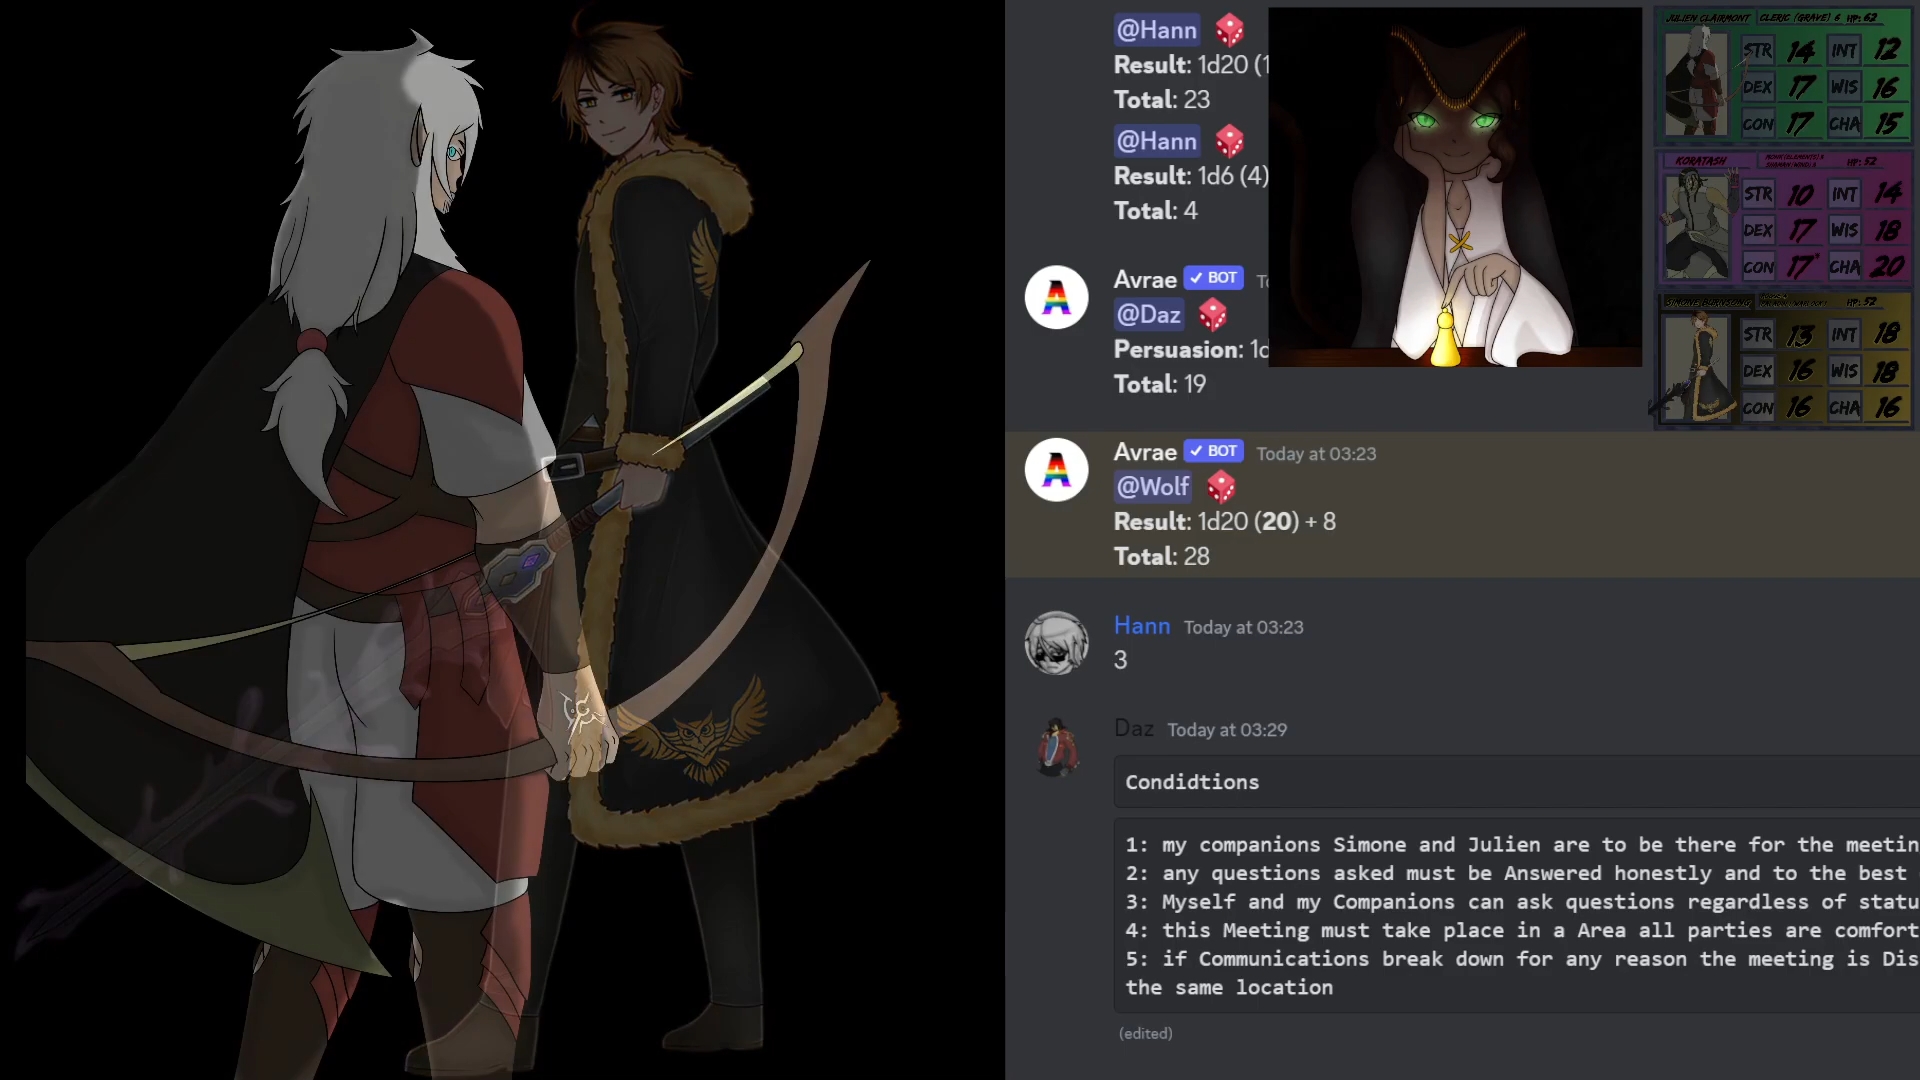 @Hann
Result: 1d20 (1
Total: 23
@Hann
Result: 1d6 (4)
Total: 4
Avrae BOT To
@Daz
Persuasion: 1d
Total: 19
Avrae BOT Today at 03:23
@Wolf
Result: 1d20 (20) + 8
Total: 28
Hann Today at 03:23
3
Daz Today at 03:29
Condidtions
1: my companions Simone and Julien are to be there for the meetin
2: any questions asked must be Answered honestly and to the best
3: Myself and my Companions can ask questions regardless of statu
4: this Meeting must take place in a Area all parties are comfort
5: if Communications break down for any reason the meeting is Dis
the same location
(edited)
JULIEN CLAIRMONT CLERIC (GRAVE) 6 HP: 62
STR 14 INT 12
DEX 17 WIS 16
CON 17 CHA 15
KORATASH HP: 52
STR 10 INT 14
DEX 17 WIS 18
CON 17 CHA 20
HP: 52
STR 13 INT 18
DEX 16 WIS 18
CON 16 CHA 16